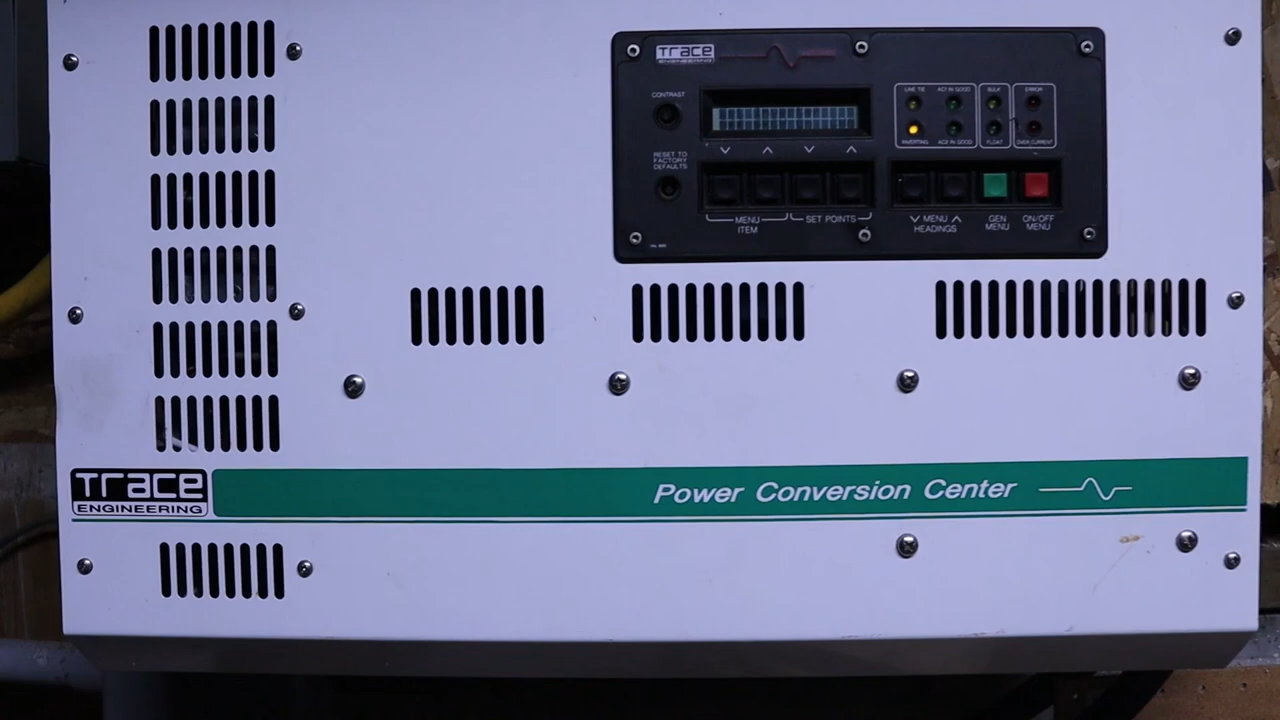 Trace
ENGINEERING
CONTRAST
RESET TO
FACTORY
DEFAULTS
MENU
ITEM
SET POINTS
LINE TIE
AC1 IN GOOD
BULK
ERROR
INVERTING
AC2 IN GOOD
FLOAT
OVER CURRENT
MENU
HEADINGS
GEN
MENU
ON/OFF
MENU
Trace
ENGINEERING
Power Conversion Center